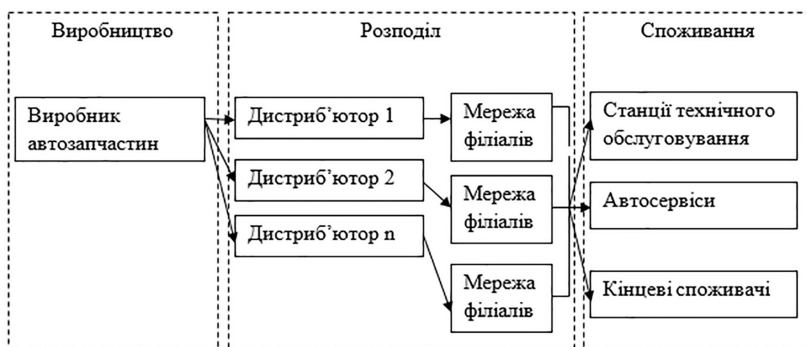 Виробництво
Розподіл
Споживання
Виробник
автозапчастин
Дистриб’ютор 1
Дистриб’ютор 2
Дистриб’ютор n
Мережа
філіалів
Мережа
філіалів
Мережа
філіалів
Станції технічного
обслуговування
Автосервіси
Кінцеві споживачі